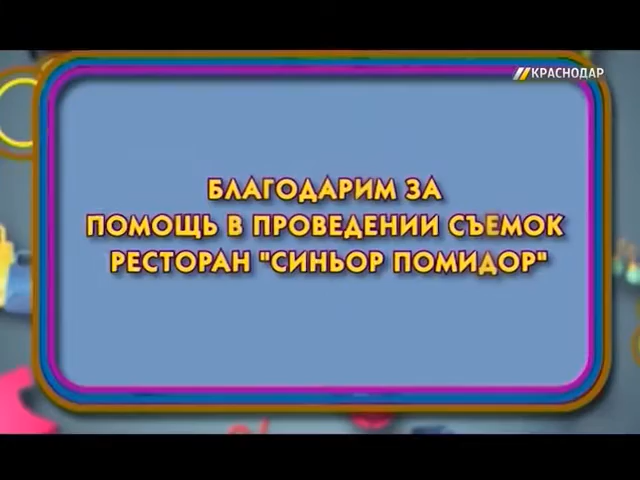 КРАСНОДАР
БЛАГОДАРИМ ЗА
ПОМОЩЬ В ПРОВЕДЕНИИ СЪЕМОК
РЕСТОРАН "СИНЬОР ПОМИДОР"